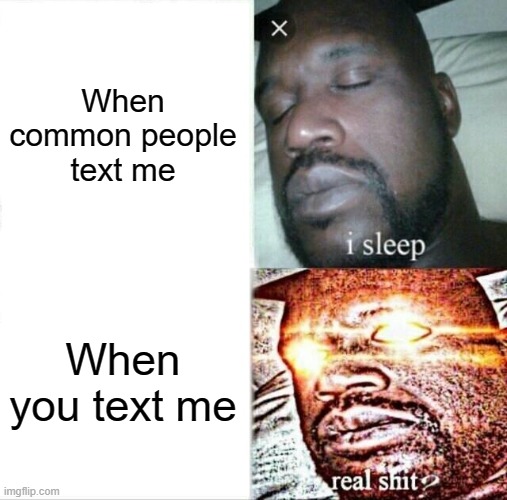 When
common people
text me
i sleep
When
you text me
real shit?
imgflip.com